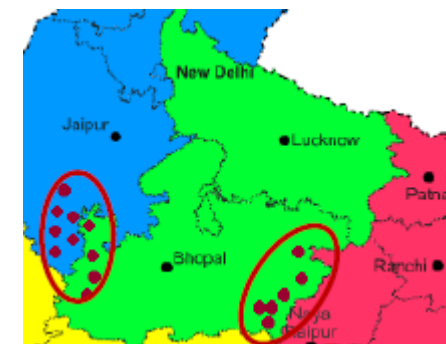 New Delhi
Jaipur
Lucknow
Patna
Bhopal
Ranchi
Naya
Raipur